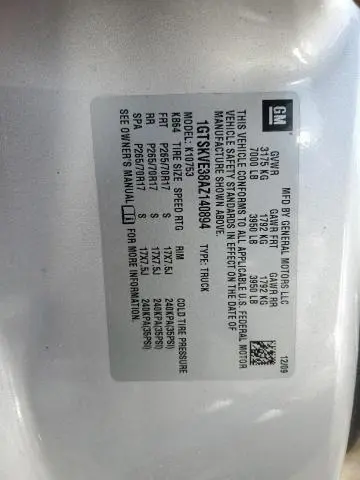 GM
MFD BY GENERAL MOTORS LLC 12/09
GVWR GAWR FRT GAWR RR
3175 KG 1792 KG 1792 KG
7000 LB 3950 LB 3950 LB
THIS VEHICLE CONFORMS TO ALL APPLICABLE U.S. FEDERAL MOTOR
VEHICLE SAFETY STANDARDS IN EFFECT ON THE DATE OF
MANUFACTURE SHOWN ABOVE.
1GTSKVE38AZ140894 TYPE: TRUCK
MODEL: K10753
KB64 TIRE SIZE SPEED RTG RIM COLD TIRE PRESSURE
FRT P265/70R17 S 17X7.5J 240KPA(35PSI)
RR P265/70R17 S 17X7.5J 240KPA(35PSI)
SPA P265/70R17 S 17X7.5J 240KPA(35PSI)
SEE OWNER'S MANUAL FOR MORE INFORMATION.